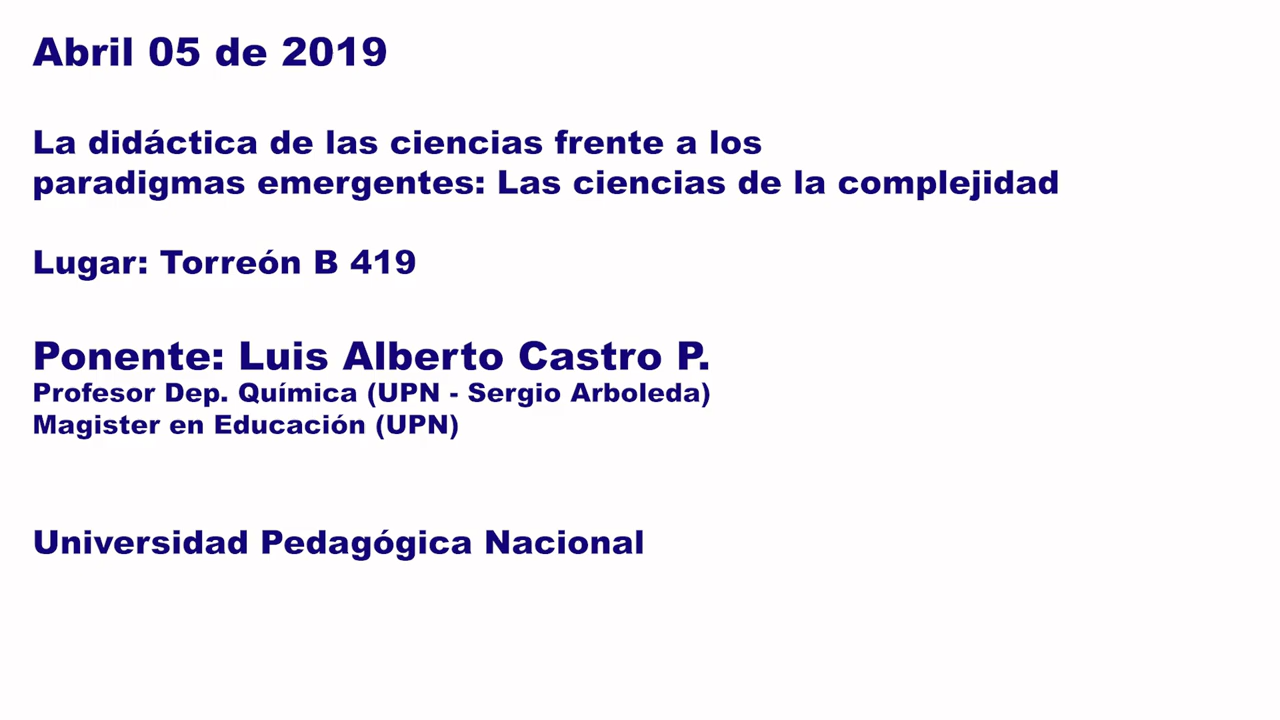 Abril 05 de 2019
La didáctica de las ciencias frente a los
paradigmas emergentes: Las ciencias de la complejidad
Lugar: Torreón B 419
Ponente: Luis Alberto Castro P.
Profesor Dep. Química (UPN - Sergio Arboleda)
Magister en Educación (UPN)
Universidad Pedagógica Nacional